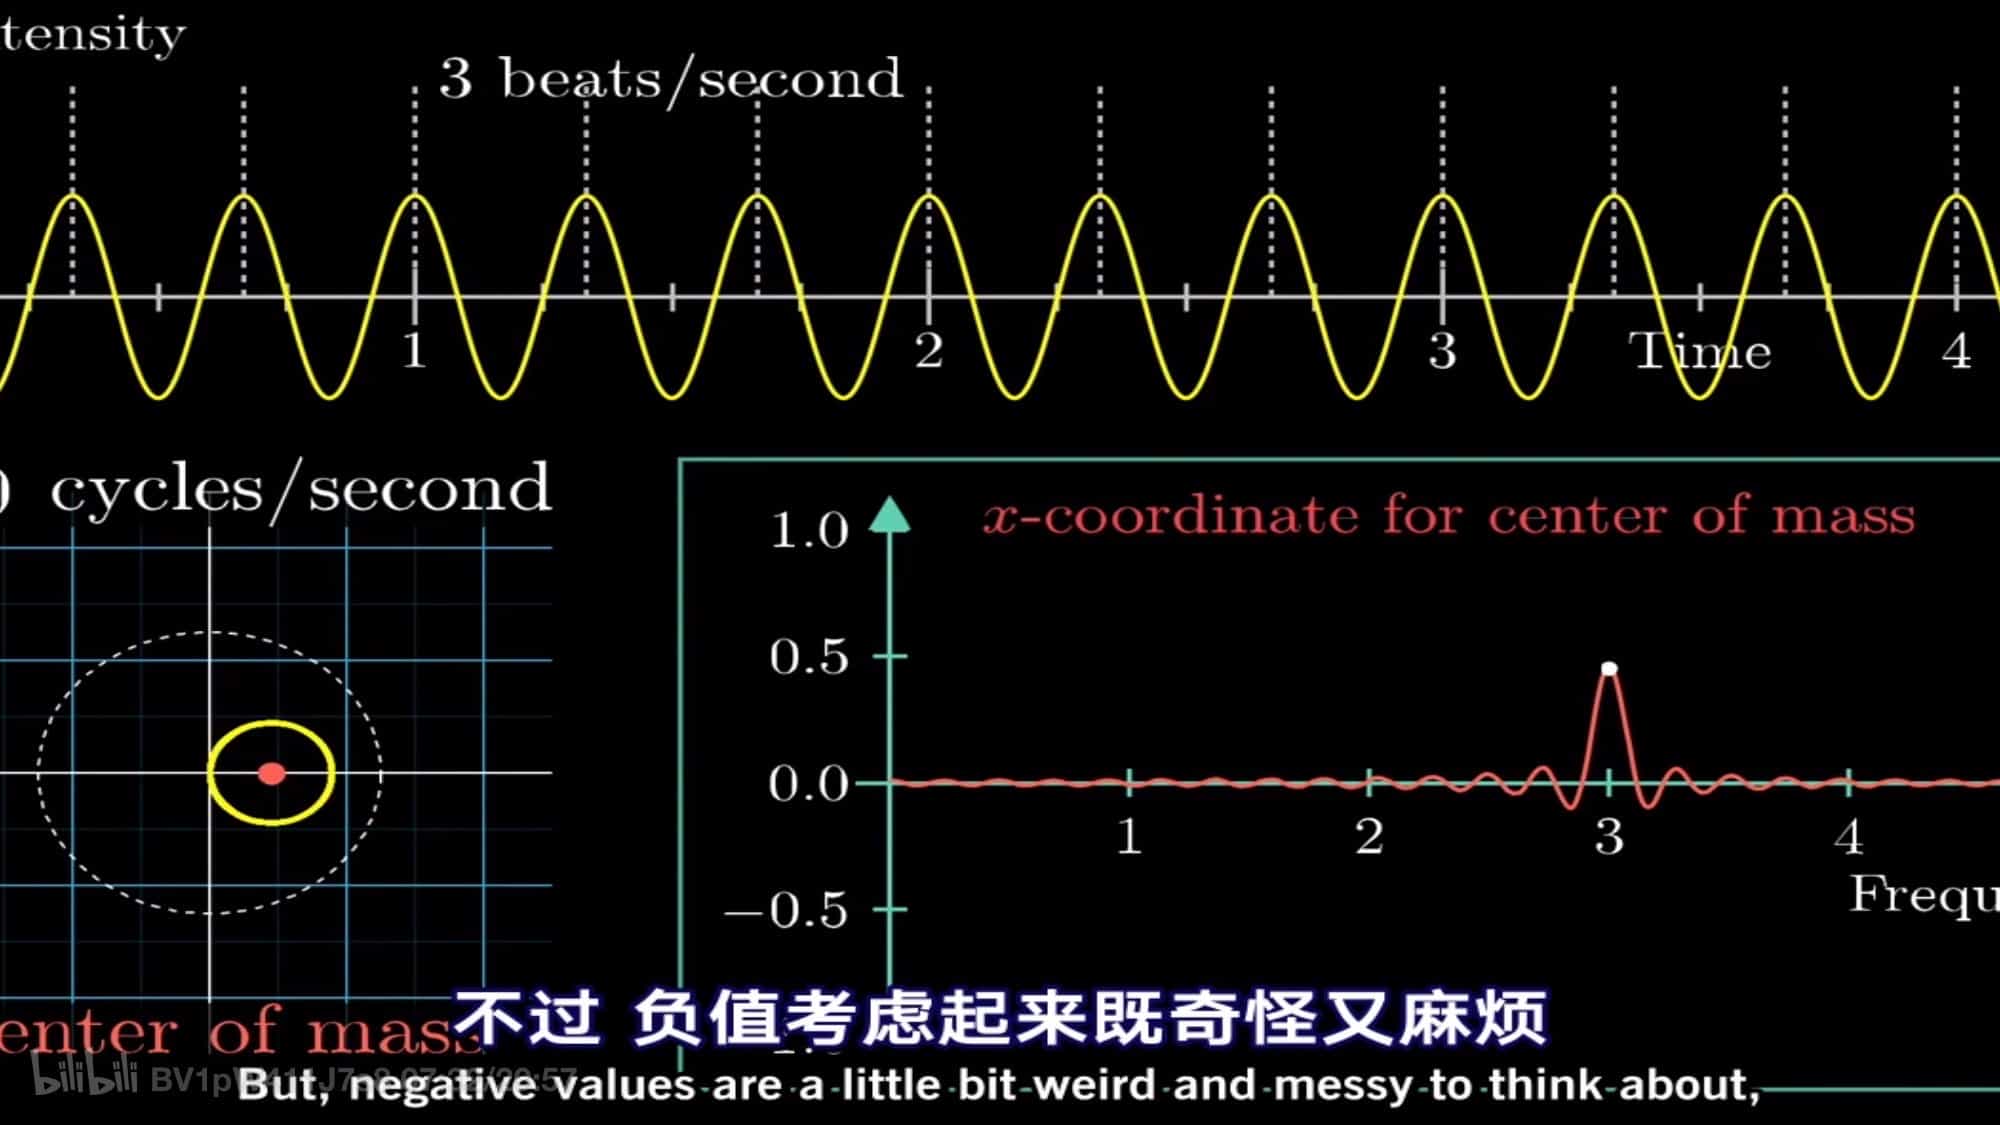 tensity
3 beats/second
1 2 3 Time 4
cycles/second
1.0
x-coordinate for center of mass
0.5
0.0
1 2 3 4
Frequ
−0.5
enter of mass
不过 负值考虑起来既奇怪又麻烦
bilibili
But, negative values are a little bit weird and messy to think about,